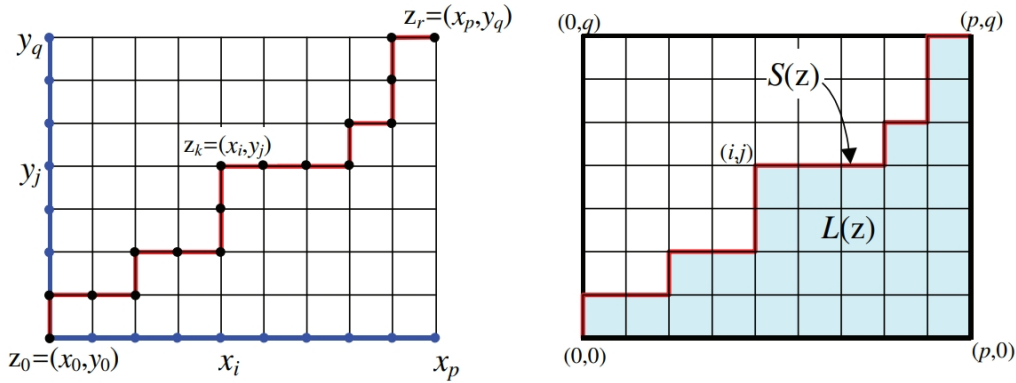 z_r=(x_p,y_q)
y_q
z_k=(x_i,y_j)
y_j
z_0=(x_0,y_0)
x_i
x_p
(0,q)
(p,q)
S(z)
(i,j)
L(z)
(0,0)
(p,0)